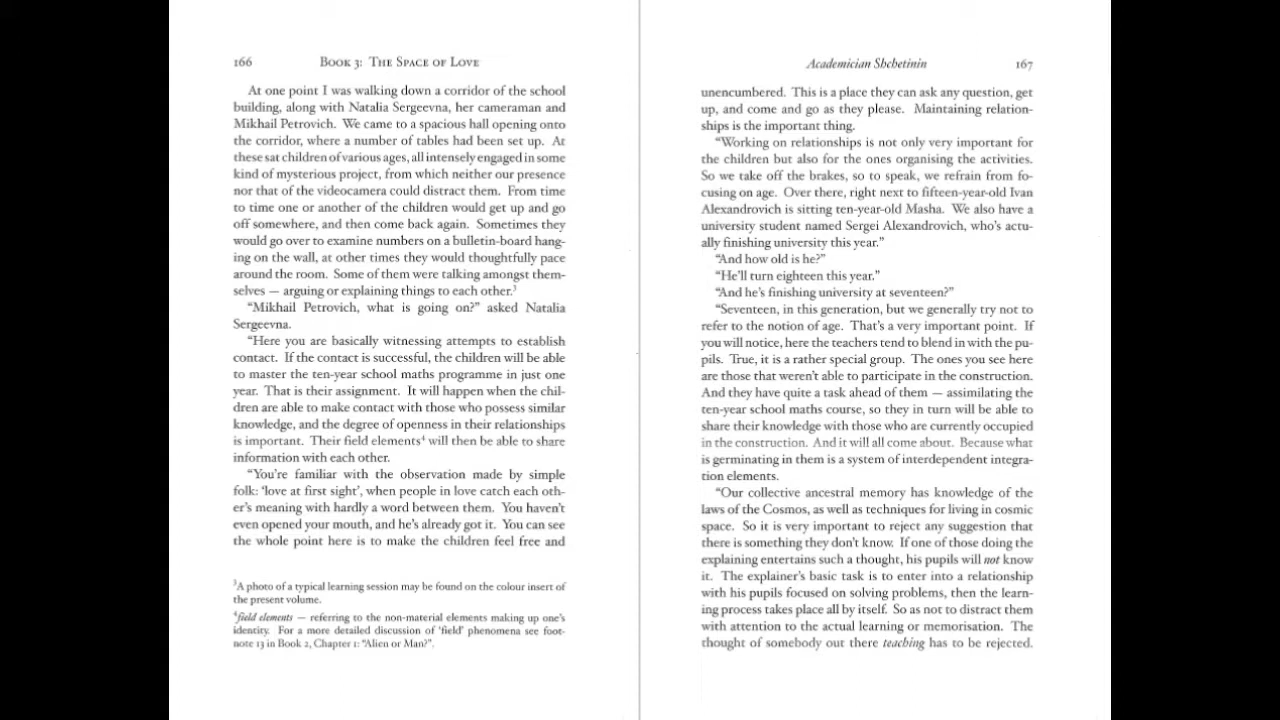 166 Book 3: The Space of Love
At one point I was walking down a corridor of the school
building, along with Natalia Sergeevna, her cameraman and
Mikhail Petrovich. We came to a spacious hall opening onto
the corridor, where a number of tables had been set up. At
these sat children of various ages, all intensely engaged in some
kind of mysterious project, from which neither our presence
nor that of the videocamera could distract them. From time
to time one or another of the children would get up and go
off somewhere, and then come back again. Sometimes they
would go over to examine numbers on a bulletin-board hang-
ing on the wall, at other times they would thoughtfully pace
around the room. Some of them were talking amongst them-
selves — arguing or explaining things to each other.³
“Mikhail Petrovich, what is going on?” asked Natalia
Sergeevna.
“Here you are basically witnessing attempts to establish
contact. If the contact is successful, the children will be able
to master the ten-year school maths programme in just one
year. That is their assignment. It will happen when the chil-
dren are able to make contact with those who possess similar
knowledge, and the degree of openness in their relationships
is important. Their field elements⁴ will then be able to share
information with each other.
“You’re familiar with the observation made by simple
folk: ‘love at first sight’, when people in love catch each oth-
er’s meaning with hardly a word between them. You haven’t
even opened your mouth, and he’s already got it. You can see
the whole point here is to make the children feel free and
³A photo of a typical learning session may be found on the colour insert of
the present volume.
⁴field elements — referring to the non-material elements making up one’s
identity. For a more detailed discussion of ‘field’ phenomena see foot-
note 13 in Book 2, Chapter 1: “Alien or Man?”.
Academician Shchetinin 167
unencumbered. This is a place they can ask any question, get
up, and come and go as they please. Maintaining relation-
ships is the important thing.
“Working on relationships is not only very important for
the children but also for the ones organising the activities.
So we take off the brakes, so to speak, we refrain from fo-
cusing on age. Over there, right next to fifteen-year-old Ivan
Alexandrovich is sitting ten-year-old Masha. We also have a
university student named Sergei Alexandrovich, who’s actu-
ally finishing university this year.”
“And how old is he?”
“He’ll turn eighteen this year.”
“And he’s finishing university at seventeen?”
“Seventeen, in this generation, but we generally try not to
refer to the notion of age. That’s a very important point. If
you will notice, here the teachers tend to blend in with the pu-
pils. True, it is a rather special group. The ones you see here
are those that weren’t able to participate in the construction.
And they have quite a task ahead of them — assimilating the
ten-year school maths course, so they in turn will be able to
share their knowledge with those who are currently occupied
in the construction. And it will all come about. Because what
is germinating in them is a system of interdependent integra-
tion elements.
“Our collective ancestral memory has knowledge of the
laws of the Cosmos, as well as techniques for living in cosmic
space. So it is very important to reject any suggestion that
there is something they don’t know. If one of those doing the
explaining entertains such a thought, his pupils will not know
it. The explainer’s basic task is to enter into a relationship
with his pupils focused on solving problems, then the learn-
ing process takes place all by itself. So as not to distract them
with attention to the actual learning or memorisation. The
thought of somebody out there teaching has to be rejected.